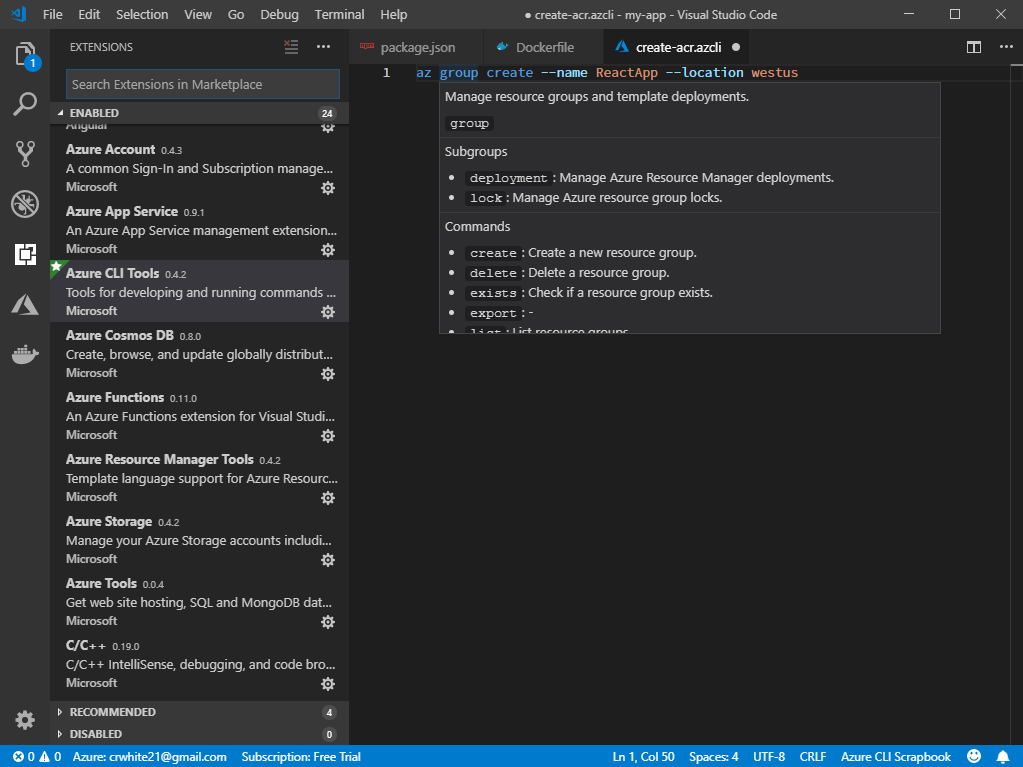 File Edit Selection View Go Debug Terminal Help
● create-acr.azcli - my-app - Visual Studio Code
1
EXTENSIONS
Search Extensions in Marketplace
ENABLED 24
Angular
Azure Account 0.4.3
A common Sign-In and Subscription manage...
Microsoft
Azure App Service 0.9.1
An Azure App Service management extension...
Microsoft
Azure CLI Tools 0.4.2
Tools for developing and running commands ...
Microsoft
Azure Cosmos DB 0.8.0
Create, browse, and update globally distribut...
Microsoft
Azure Functions 0.11.0
An Azure Functions extension for Visual Studi...
Microsoft
Azure Resource Manager Tools 0.4.2
Template language support for Azure Resourc...
Microsoft
Azure Storage 0.4.2
Manage your Azure Storage accounts includi...
Microsoft
Azure Tools 0.0.4
Get web site hosting, SQL and MongoDB dat...
Microsoft
C/C++ 0.19.0
C/C++ IntelliSense, debugging, and code bro...
Microsoft
RECOMMENDED 4
DISABLED 0
package.json Dockerfile create-acr.azcli ●
1 az group create --name ReactApp --location westus
Manage resource groups and template deployments.
group
Subgroups
• deployment : Manage Azure Resource Manager deployments.
• lock : Manage Azure resource group locks.
Commands
• create : Create a new resource group.
• delete : Delete a resource group.
• exists : Check if a resource group exists.
• export : -
• list : List resource groups.
0 0 Azure: crwhite21@gmail.com Subscription: Free Trial Ln 1, Col 50 Spaces: 4 UTF-8 CRLF Azure CLI Scrapbook